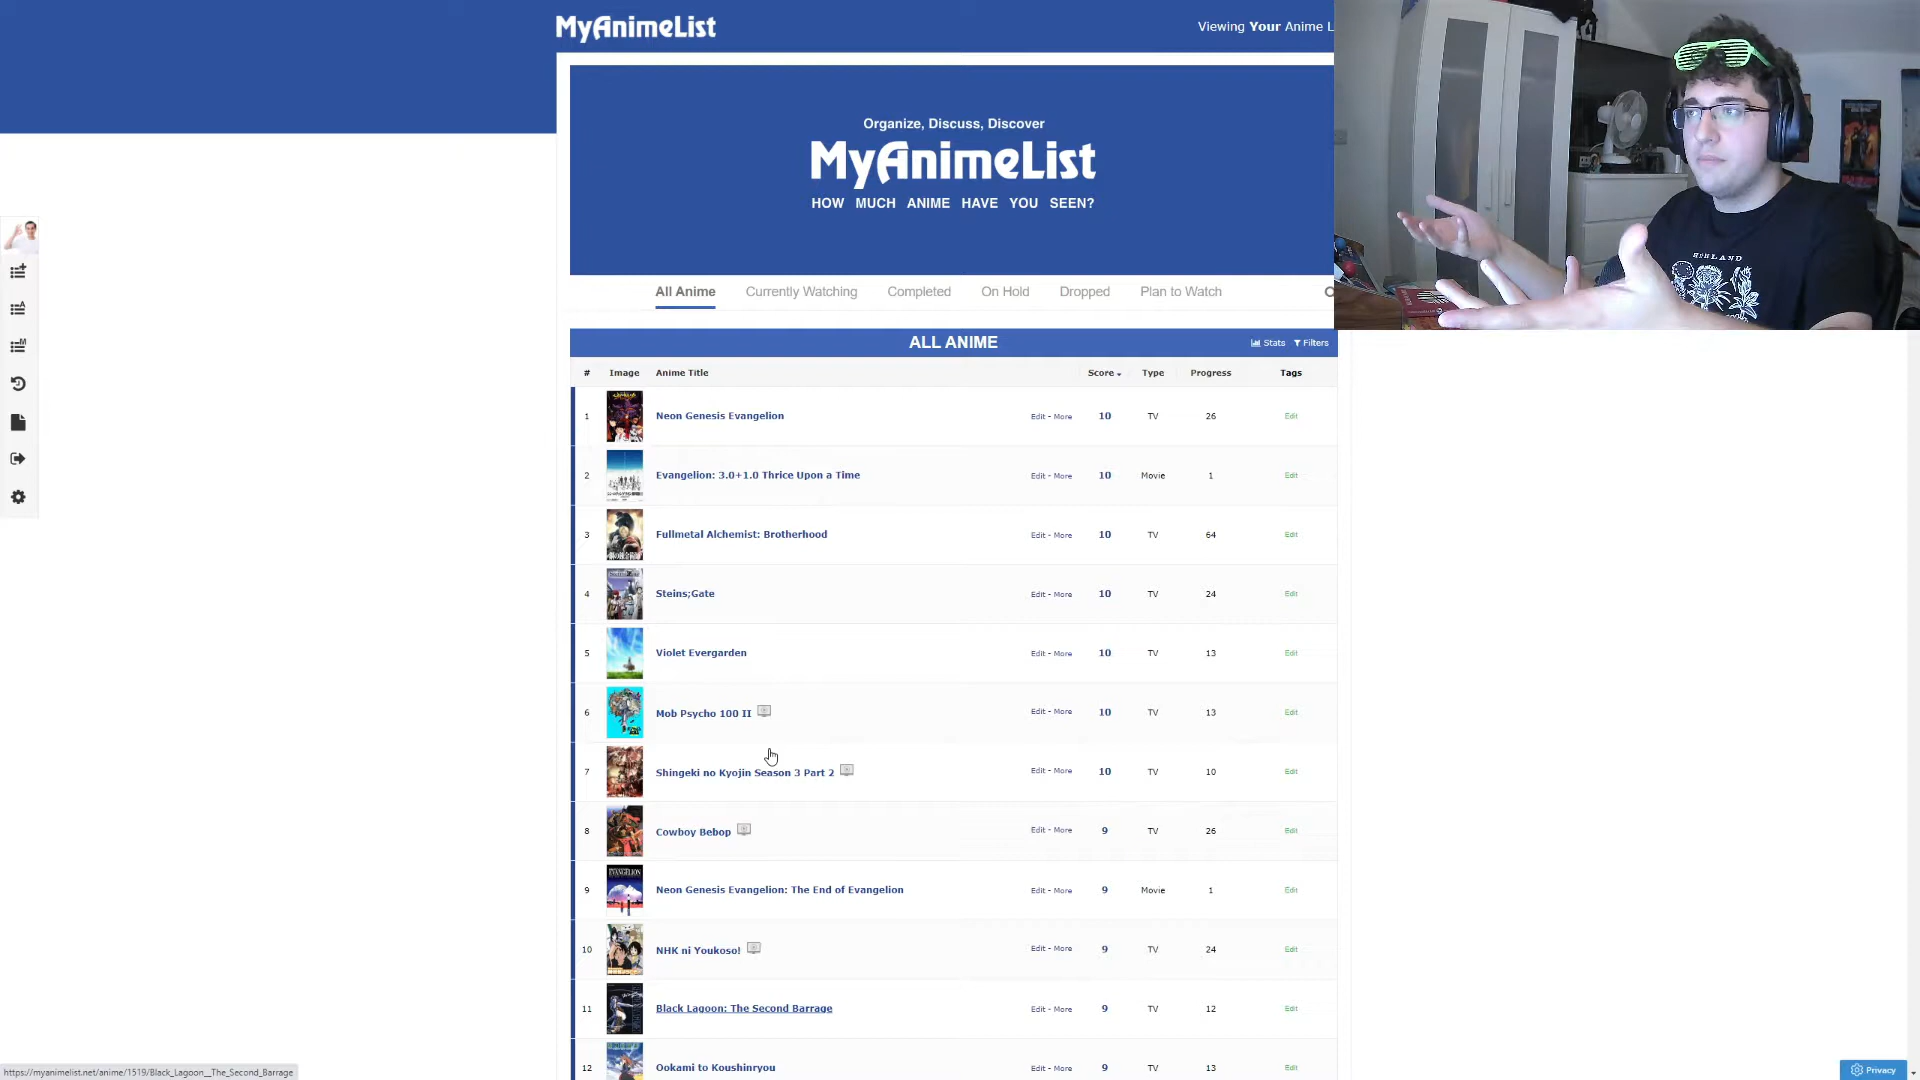 MyAnimeList
Viewing Your Anime L
Organize, Discuss, Discover
MyAnimeList
HOW MUCH ANIME HAVE YOU SEEN?
All Anime Currently Watching Completed On Hold Dropped Plan to Watch
ALL ANIME Stats Filters
# Image Anime Title Score Type Progress Tags
1 Neon Genesis Evangelion Edit - More 10 TV 26 Edit
2 Evangelion: 3.0+1.0 Thrice Upon a Time Edit - More 10 Movie 1 Edit
3 Fullmetal Alchemist: Brotherhood Edit - More 10 TV 64 Edit
4 Steins;Gate Edit - More 10 TV 24 Edit
5 Violet Evergarden Edit - More 10 TV 13 Edit
6 Mob Psycho 100 II Edit - More 10 TV 13 Edit
7 Shingeki no Kyojin Season 3 Part 2 Edit - More 10 TV 10 Edit
8 Cowboy Bebop Edit - More 9 TV 26 Edit
9 Neon Genesis Evangelion: The End of Evangelion Edit - More 9 Movie 1 Edit
10 NHK ni Youkoso! Edit - More 9 TV 24 Edit
11 Black Lagoon: The Second Barrage Edit - More 9 TV 12 Edit
12 Ookami to Koushinryou Edit - More 9 TV 13 Edit
https://myanimelist.net/anime/1519/Black_Lagoon__The_Second_Barrage
Privacy